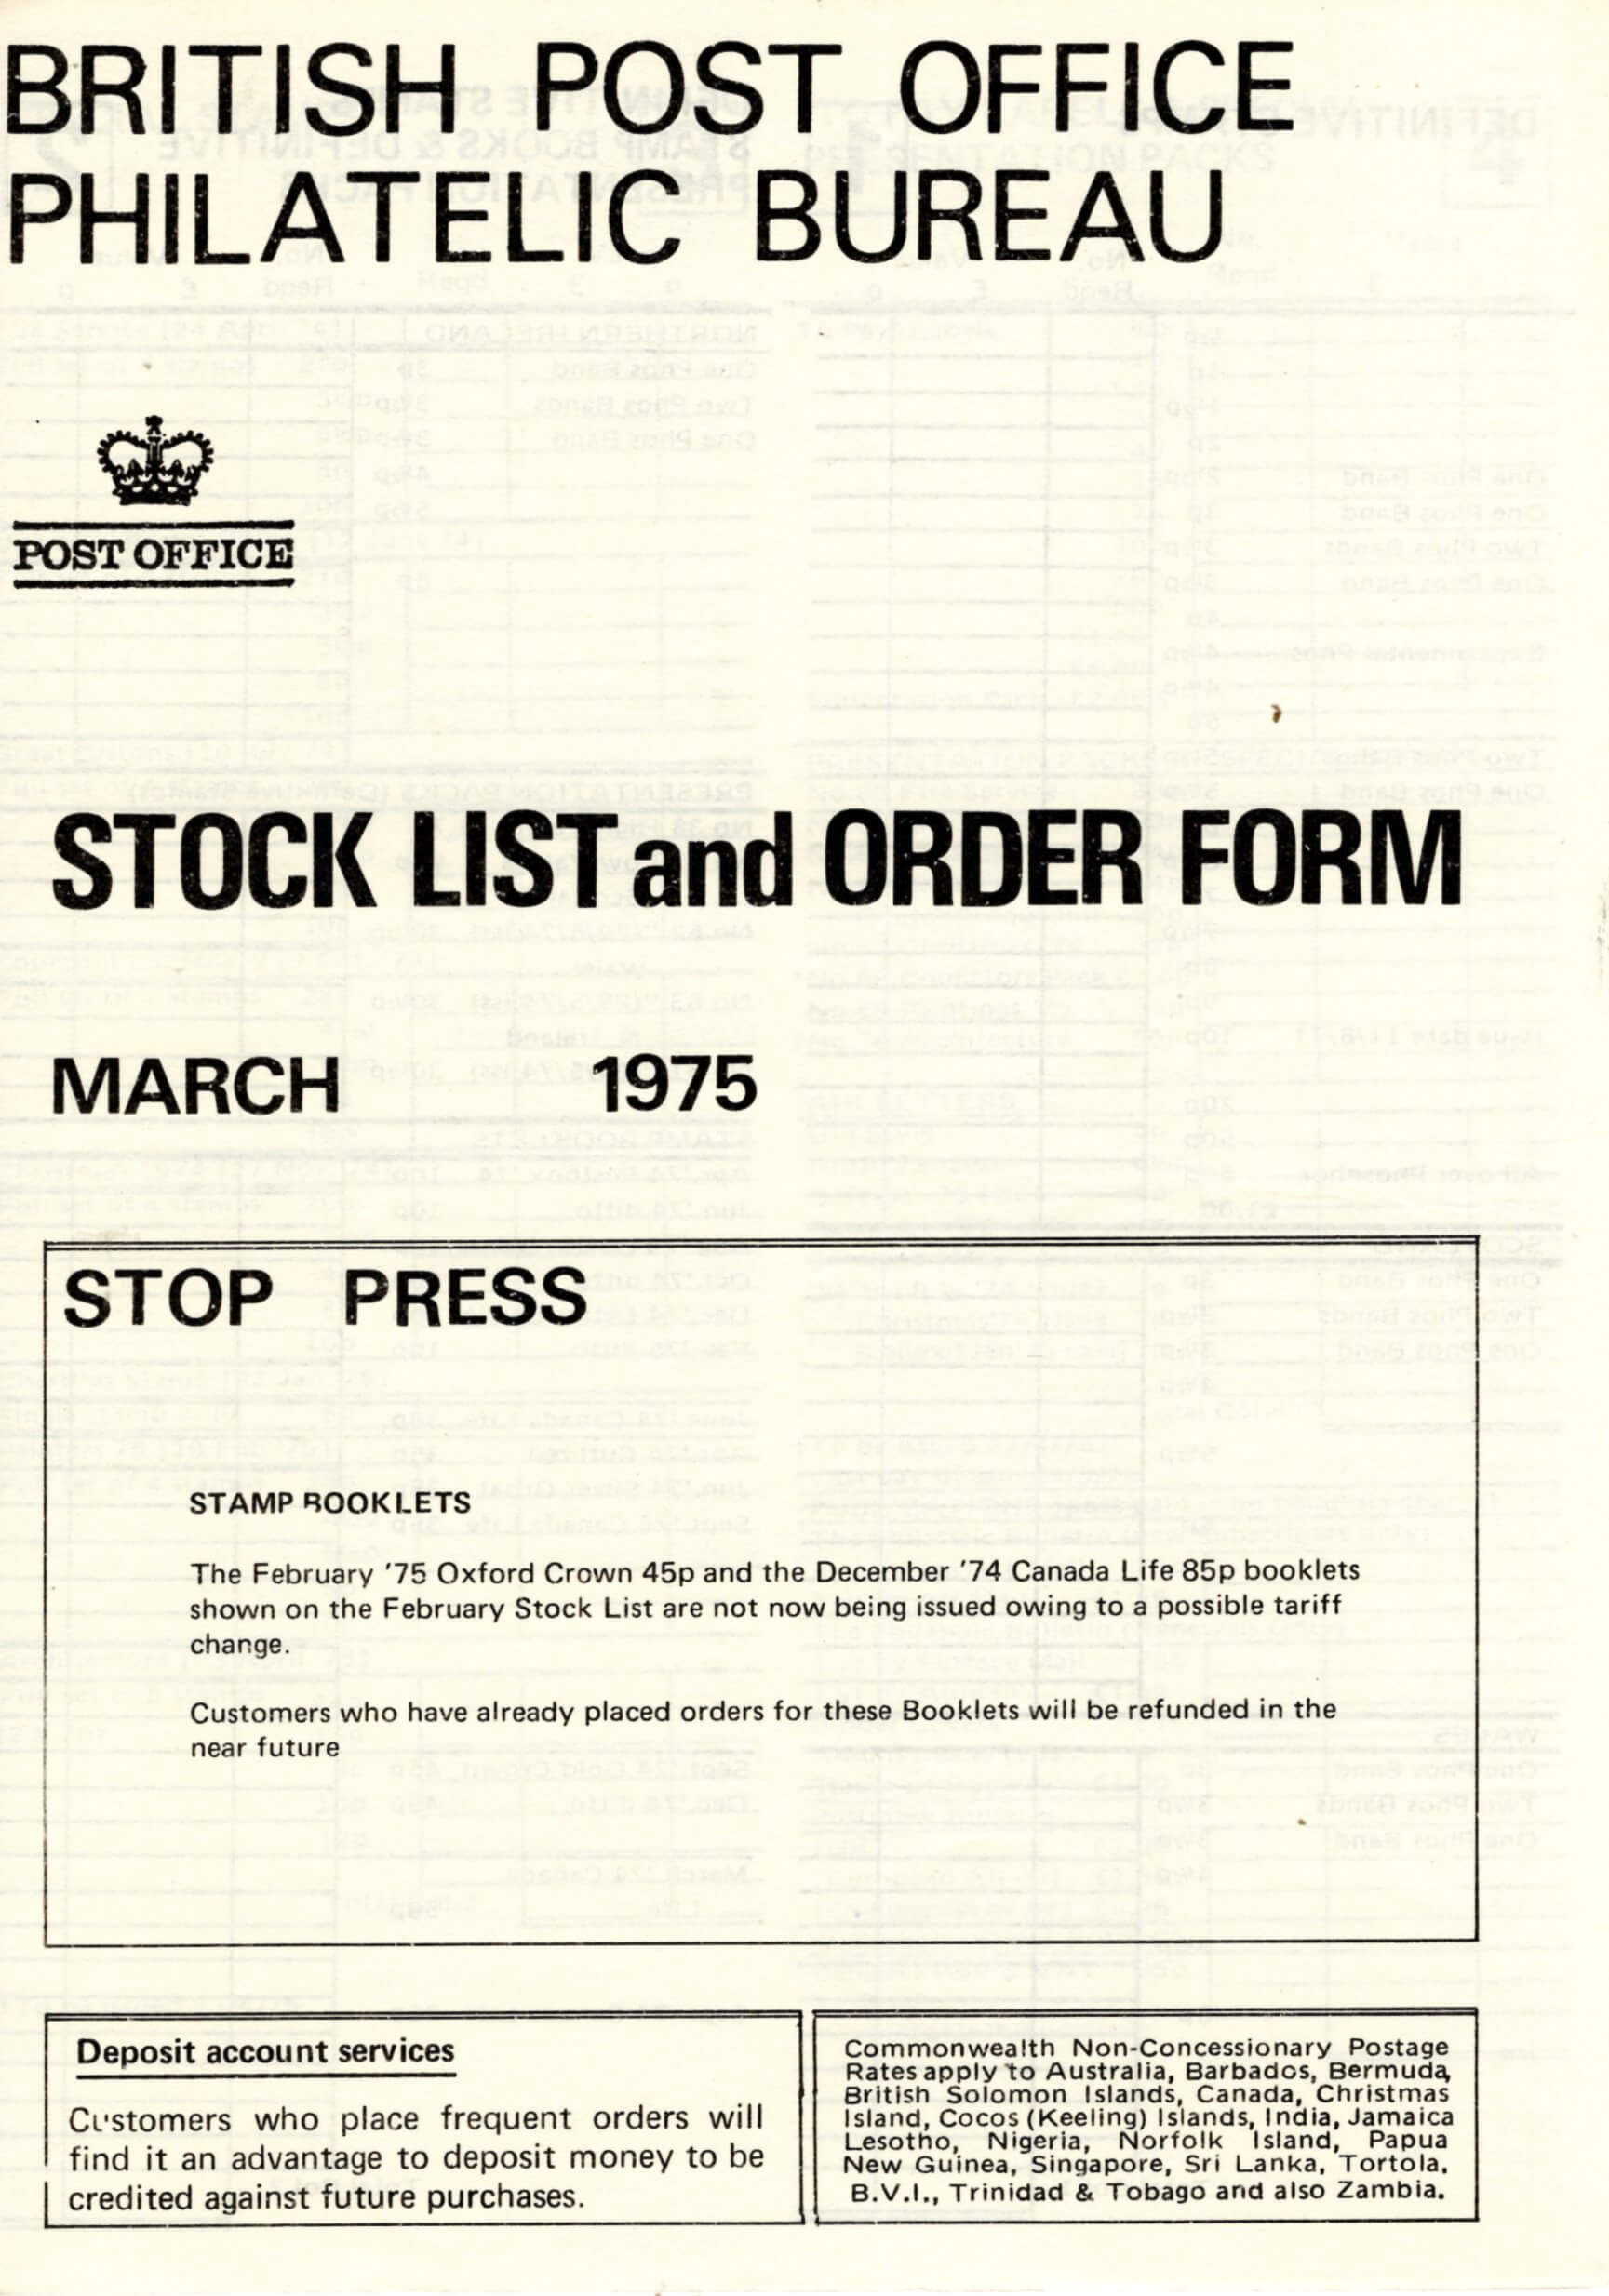 BRITISH POST OFFICE
PHILATELIC BUREAU
POST OFFICE
STOCK LIST and ORDER FORM
MARCH 1975
STOP PRESS
STAMP BOOKLETS
The February '75 Oxford Crown 45p and the December '74 Canada Life 85p booklets
shown on the February Stock List are not now being issued owing to a possible tariff
change.
Customers who have already placed orders for these Booklets will be refunded in the
near future
Deposit account services
Customers who place frequent orders will
find it an advantage to deposit money to be
credited against future purchases.
Commonwealth Non-Concessionary Postage
Rates apply to Australia, Barbados, Bermuda,
British Solomon Islands, Canada, Christmas
Island, Cocos (Keeling) Islands, India, Jamaica
Lesotho, Nigeria, Norfolk Island, Papua
New Guinea, Singapore, Sri Lanka, Tortola,
B.V.I., Trinidad & Tobago and also Zambia.